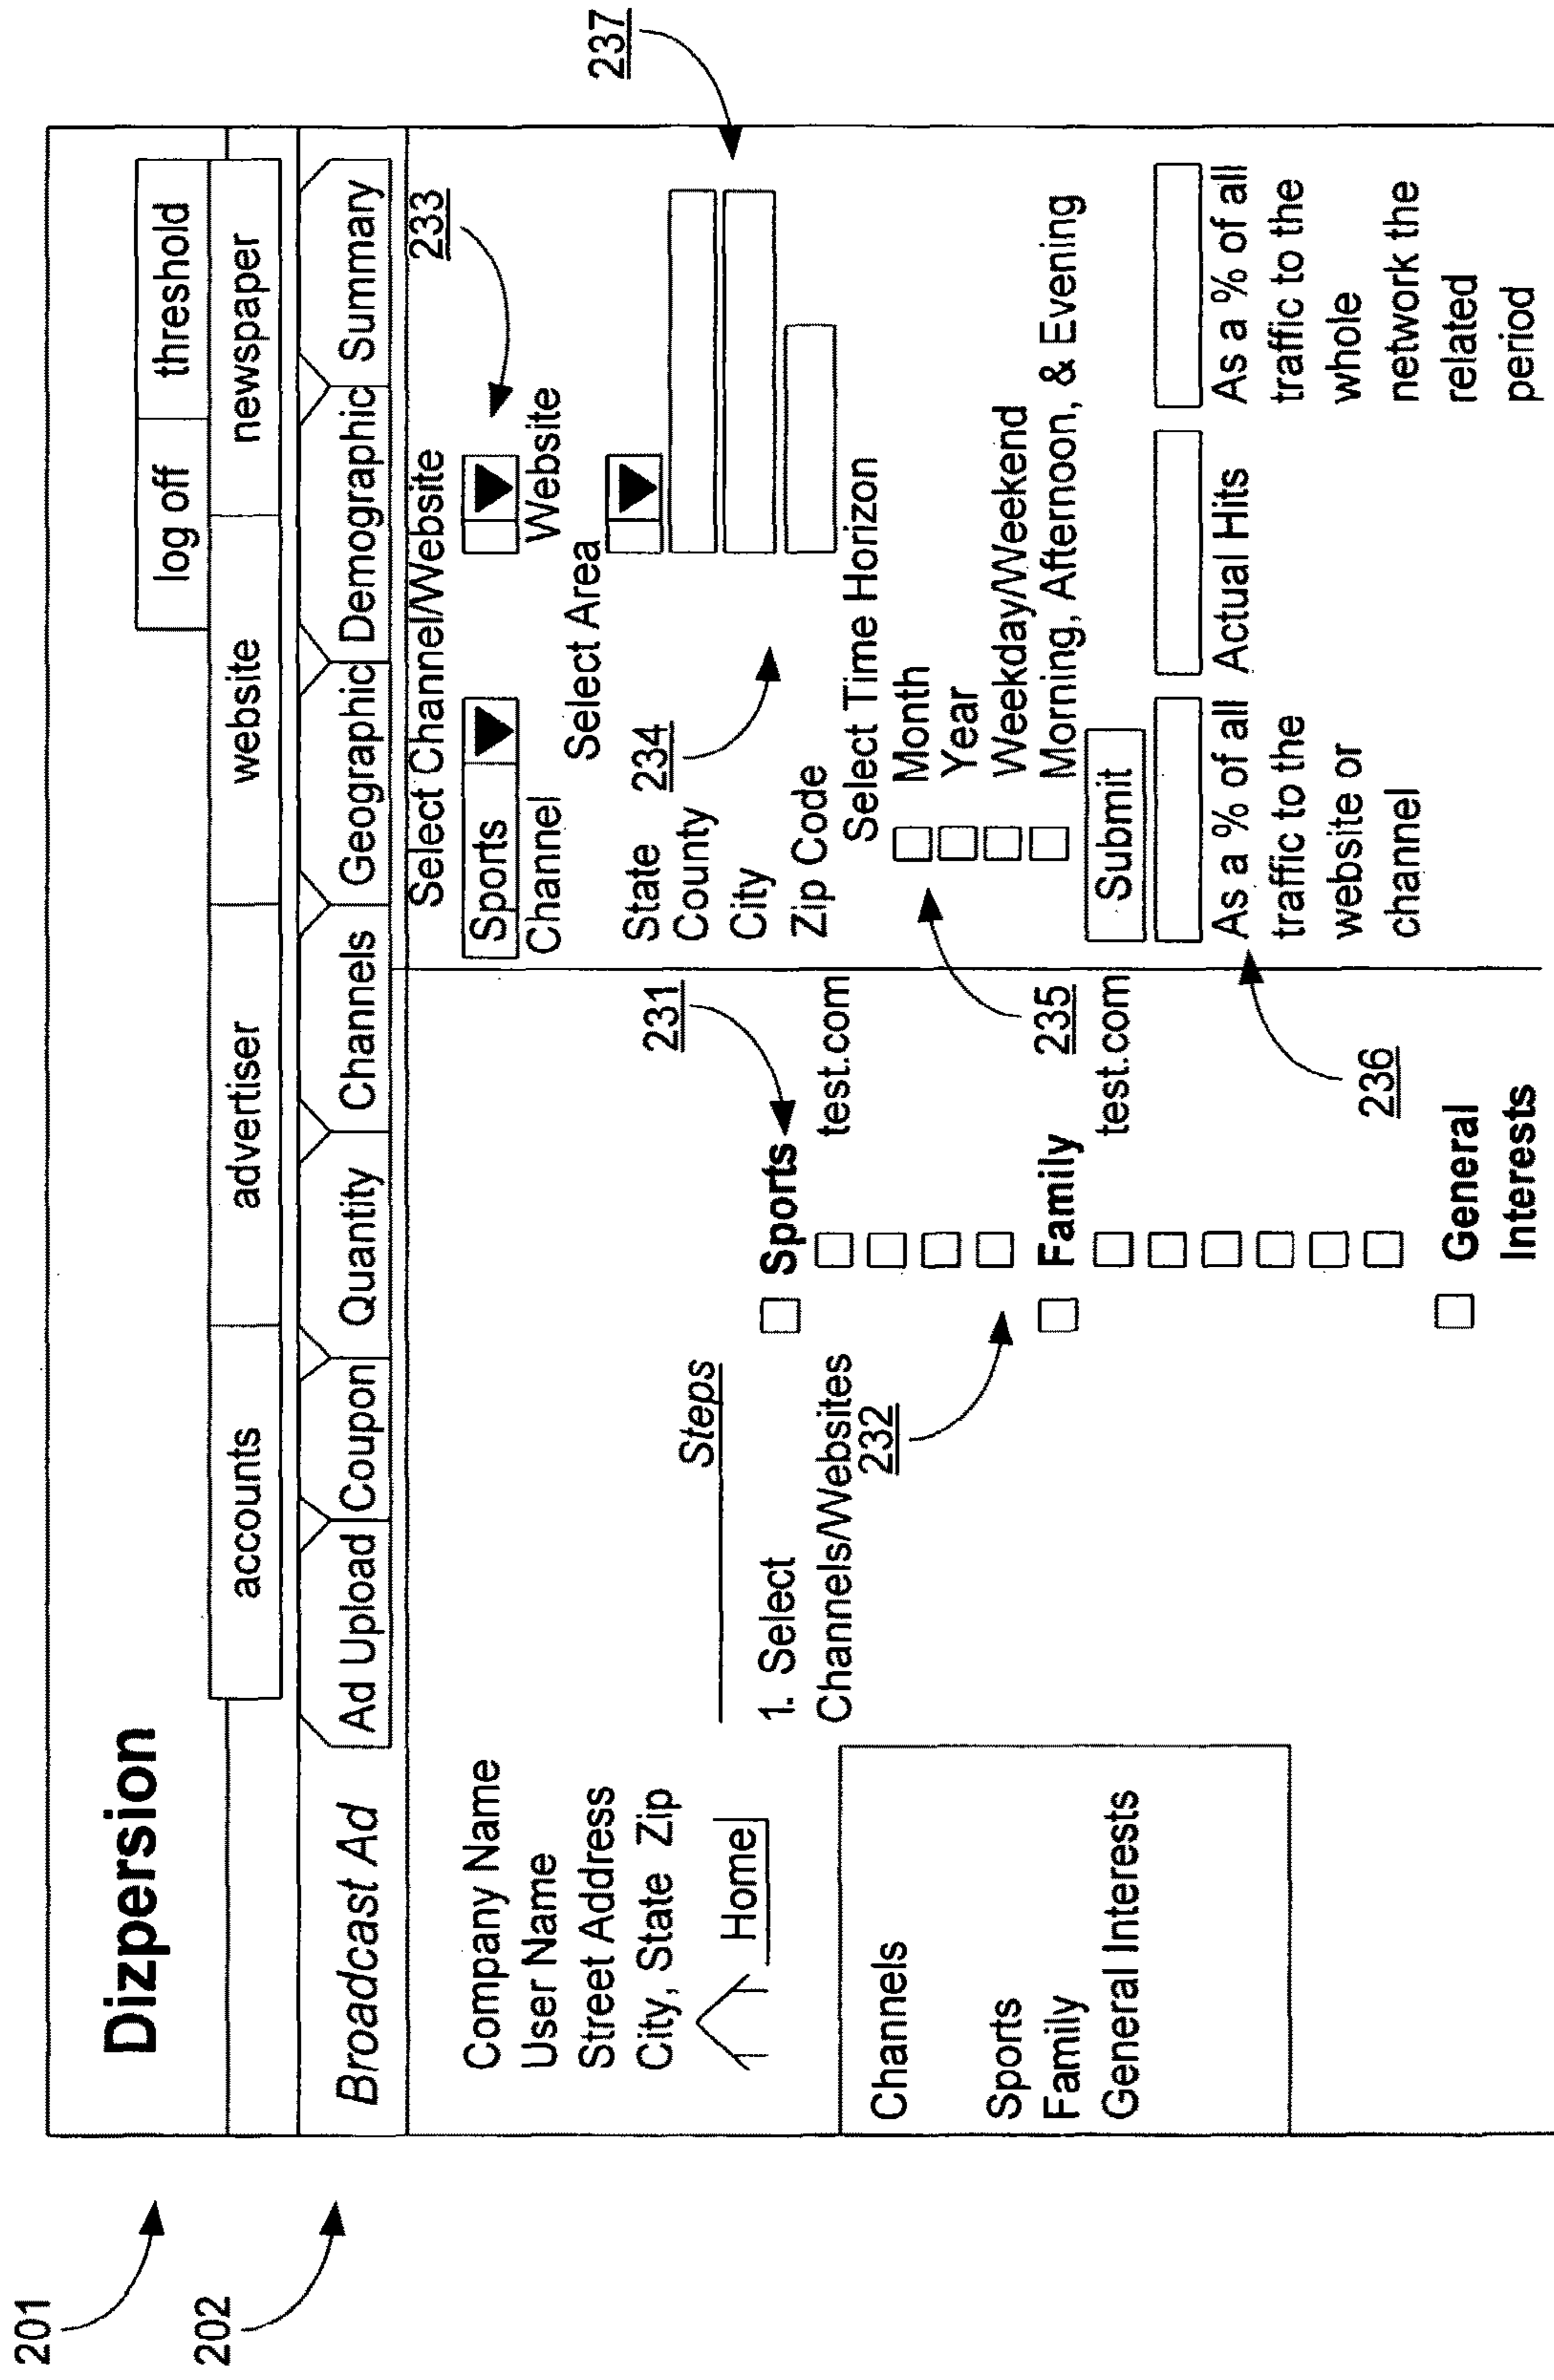 201
Dizpersion
log off threshold
accounts advertiser website newspaper
202
Broadcast Ad Ad Upload Coupon Quantity Channels Geographic Demographic Summary
Company Name
User Name
Street Address
City, State Zip
Home
Channels
Sports
Family
General Interests
Steps
1. Select
Channels/Websites
232
231
Sports
test.com
Family
test.com
General
Interests
Select Channel/Website
233
Sports
Channel Website
Select Area
State
County
City
Zip Code
234
237
Select Time Horizon
Month
Year
Weekday/Weekend
Morning, Afternoon, & Evening
235
Submit
As a % of all
traffic to the
website or
channel
Actual Hits
As a % of all
traffic to the
whole
network the
related
period
236